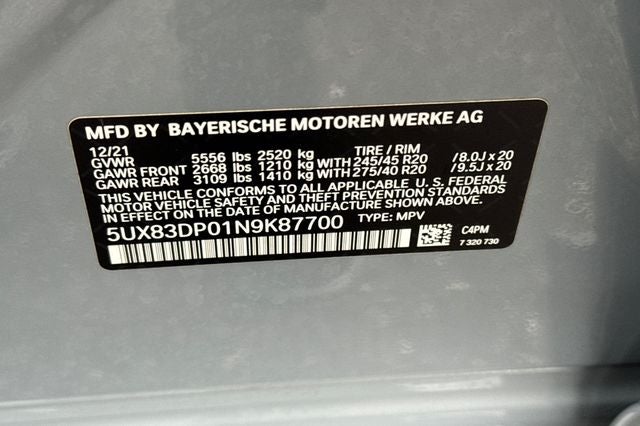 MFD BY BAYERISCHE MOTOREN WERKE AG
12/21 TIRE / RIM
GVWR 5556 lbs 2520 kg
GAWR FRONT 2668 lbs 1210 kg WITH 245/45 R20 /8.0J x 20
GAWR REAR 3109 lbs 1410 kg WITH 275/40 R20 /9.5J x 20
THIS VEHICLE CONFORMS TO ALL APPLICABLE U.S. FEDERAL
MOTOR VEHICLE SAFETY, BUMPER, AND THEFT PREVENTION STANDARDS
IN EFFECT ON THE DATE OF MANUFACTURE SHOWN ABOVE.
5UX83DP01N9K87700 TYPE: MPV
C4PM
7 320 730